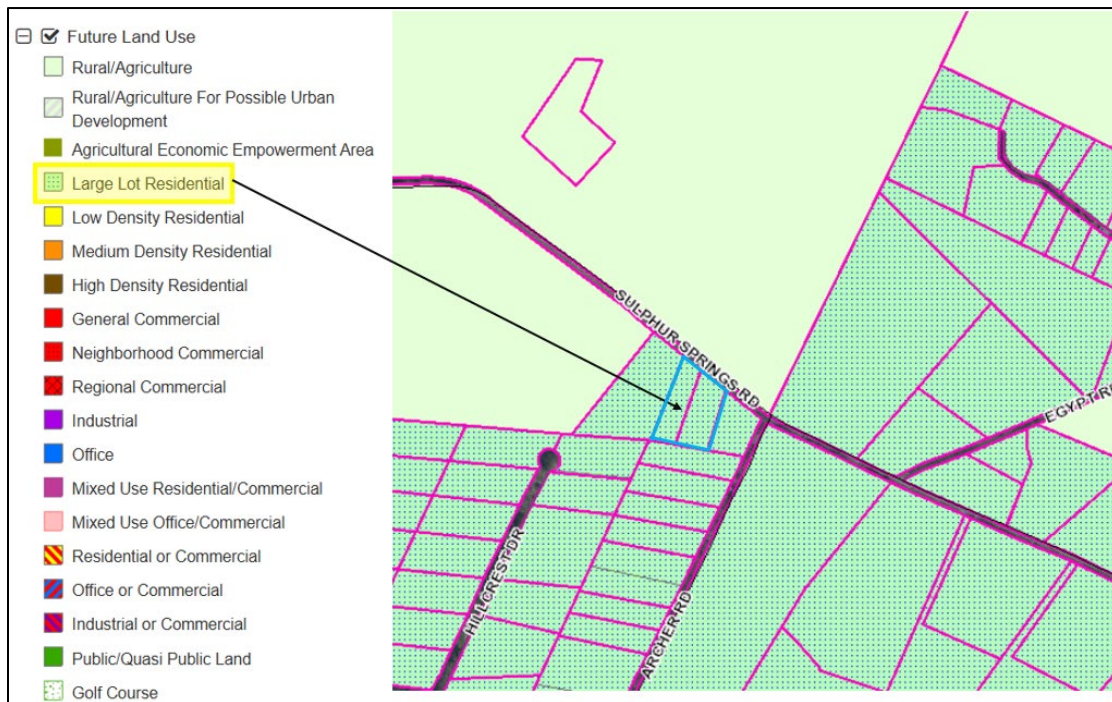 Future Land Use
Rural/Agriculture
Rural/Agriculture For Possible Urban
Development
Agricultural Economic Empowerment Area
Large Lot Residential
Low Density Residential
Medium Density Residential
High Density Residential
General Commercial
Neighborhood Commercial
Regional Commercial
Industrial
Office
Mixed Use Residential/Commercial
Mixed Use Office/Commercial
Residential or Commercial
Office or Commercial
Industrial or Commercial
Public/Quasi Public Land
Golf Course
SULPHUR SPRINGS RD
EGYPT RD
HILLCREST DR
ARCHER RD